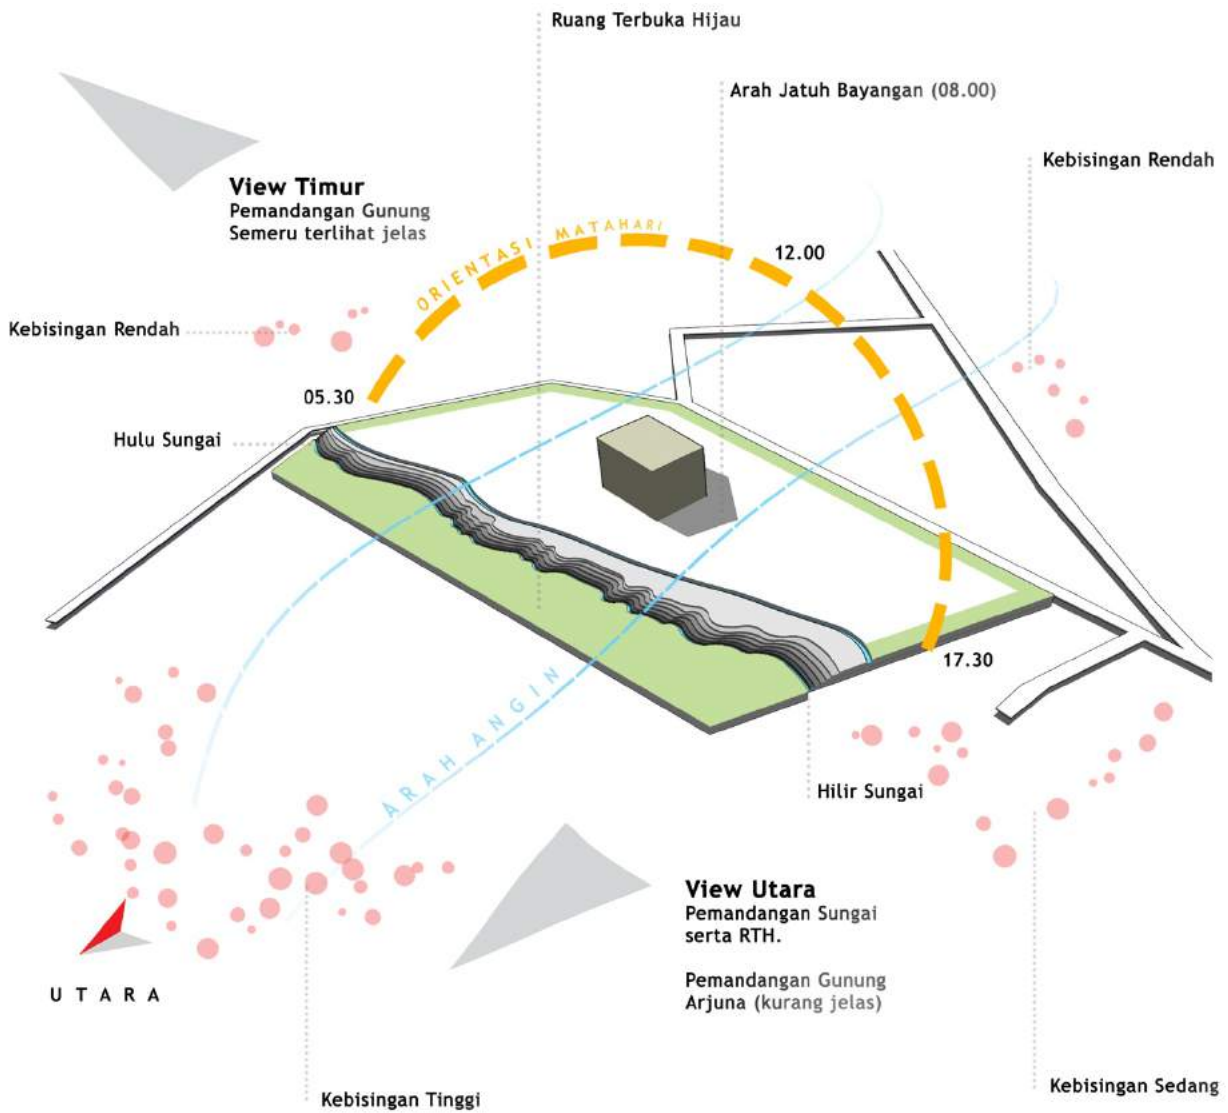 Ruang Terbuka Hijau
Arah Jatuh Bayangan (08.00)
Kebisingan Rendah
View Timur
Pemandangan Gunung
Semeru terlihat jelas
ORIENTASI MATAHARI
12.00
Kebisingan Rendah
05.30
Hulu Sungai
17.30
ARAH ANGIN
Hilir Sungai
View Utara
Pemandangan Sungai
serta RTH.
Pemandangan Gunung
Arjuna (kurang jelas)
UTARA
Kebisingan Tinggi
Kebisingan Sedang